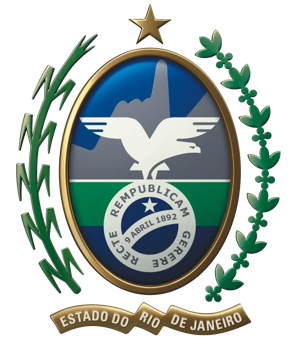 RECTE REMPUBLICAM GERERE
9 ABRIL 1892
ESTADO DO RIO DE JANEIRO